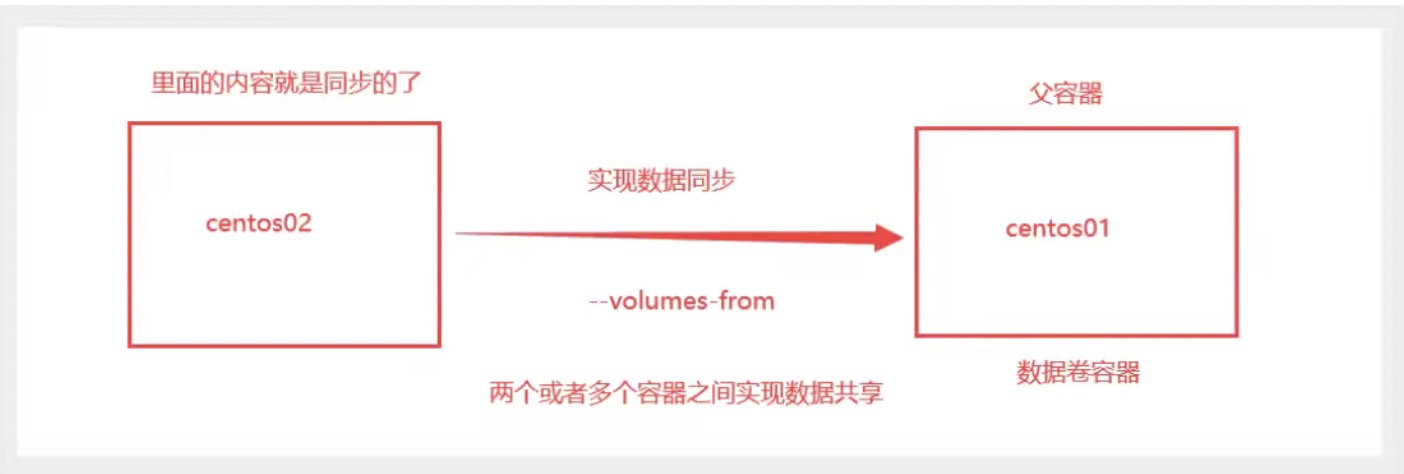 里面的内容就是同步的了
父容器
实现数据同步
centos02
centos01
--volumes-from
数据卷容器
两个或者多个容器之间实现数据共享